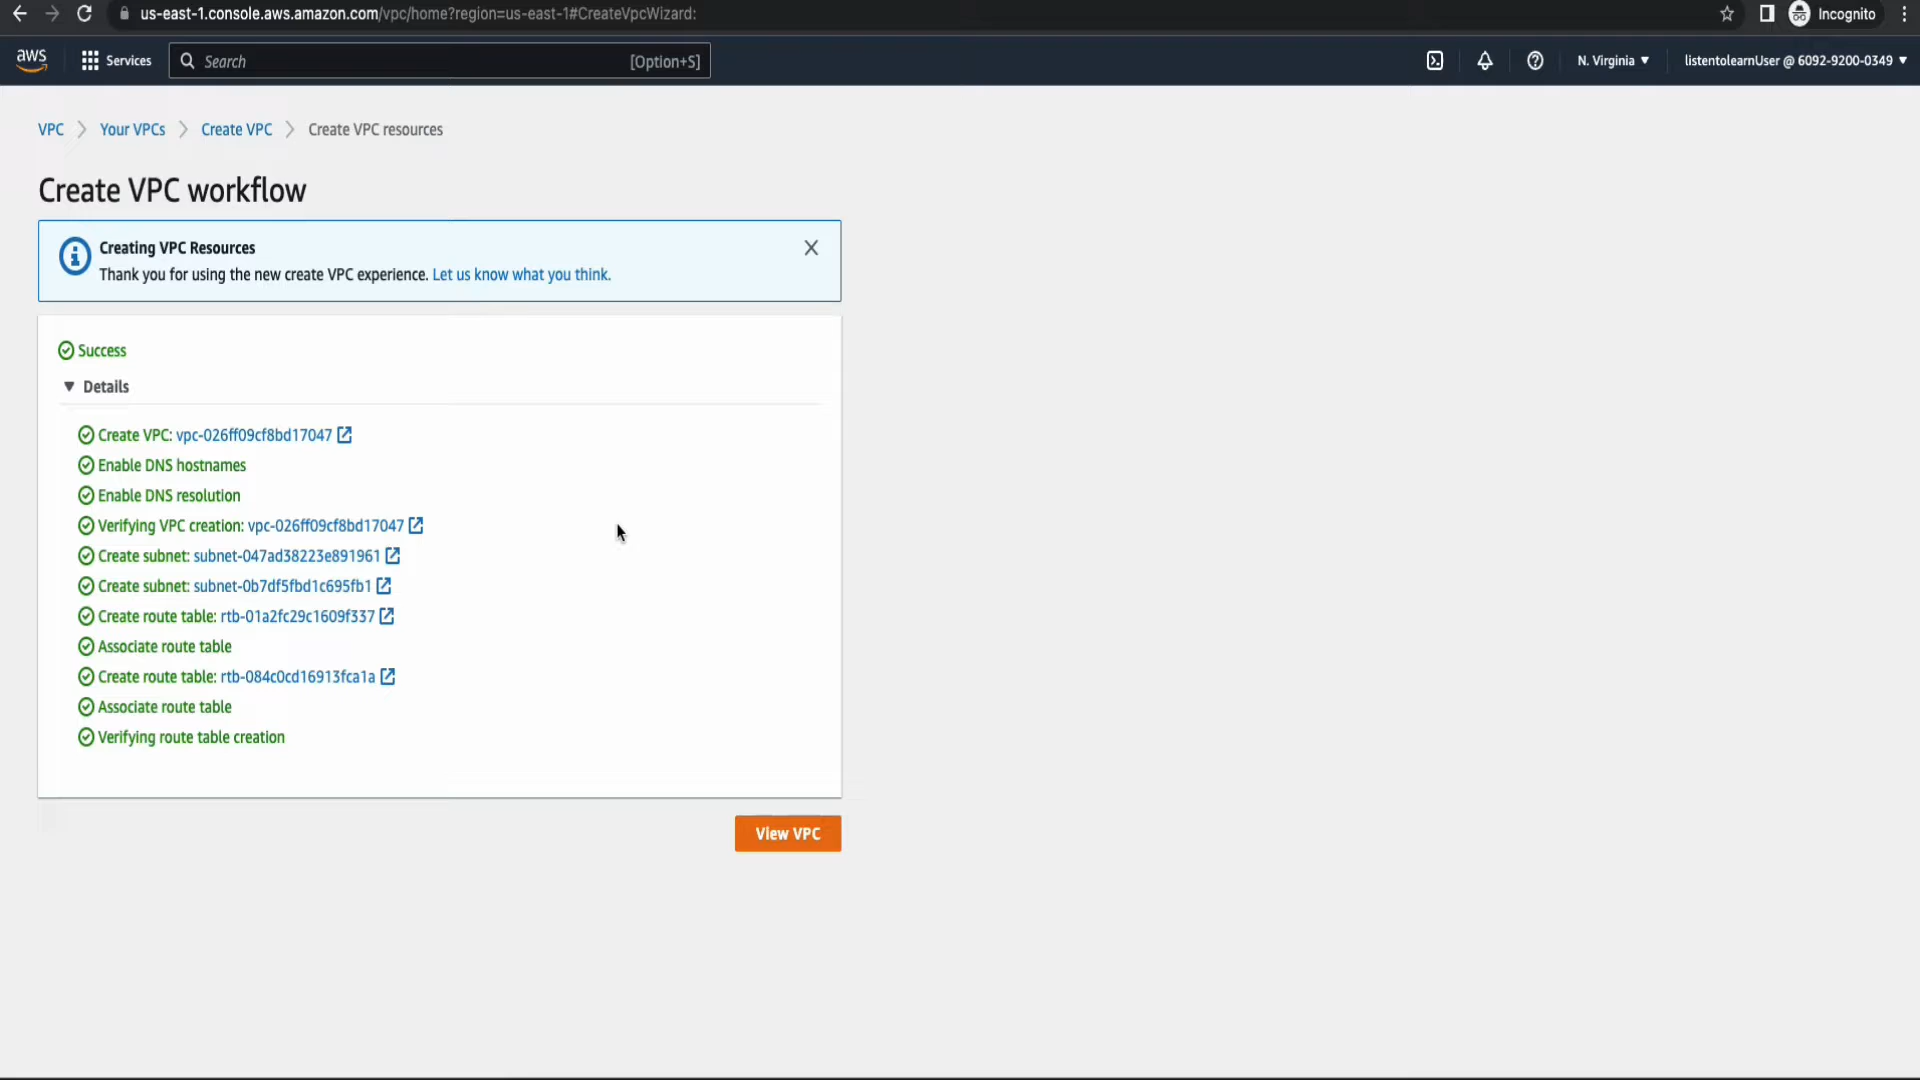 us-east-1.console.aws.amazon.com/vpc/home?region=us-east-1#CreateVpcWizard:
Incognito
aws
Services
Search
[Option+S]
N. Virginia
listentolearnUser @ 6092-9200-0349
VPC
Your VPCs
Create VPC
Create VPC resources
Create VPC workflow
Creating VPC Resources
Thank you for using the new create VPC experience. Let us know what you think.
Success
Details
Create VPC: vpc-026ff09cf8bd17047
Enable DNS hostnames
Enable DNS resolution
Verifying VPC creation: vpc-026ff09cf8bd17047
Create subnet: subnet-047ad38223e891961
Create subnet: subnet-0b7df5fbd1c695fb1
Create route table: rtb-01a2fc29c1609f337
Associate route table
Create route table: rtb-084c0cd16913fca1a
Associate route table
Verifying route table creation
View VPC